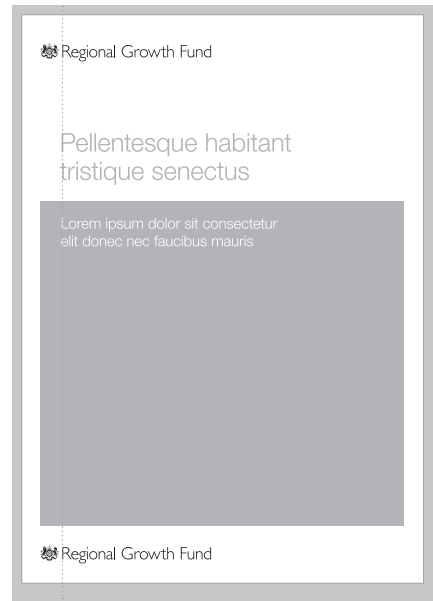 Regional Growth Fund
Pellentesque habitant
tristique senectus
Lorem ipsum dolor sit consectetur
elit donec nec faucibus mauris
Regional Growth Fund